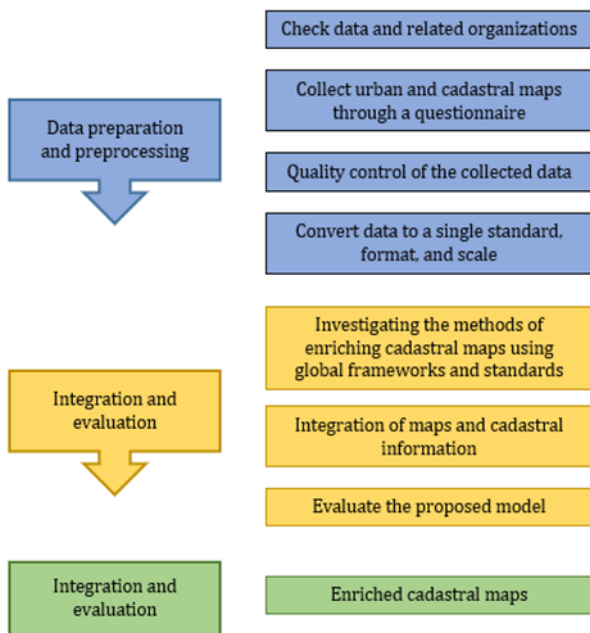 Check data and related organizations
Collect urban and cadastral maps
through a questionnaire
Data preparation
and preprocessing
Quality control of the collected data
Convert data to a single standard,
format, and scale
Investigating the methods of
enriching cadastral maps using
global frameworks and standards
Integration and
evaluation
Integration of maps and cadastral
information
Evaluate the proposed model
Integration and
evaluation
Enriched cadastral maps